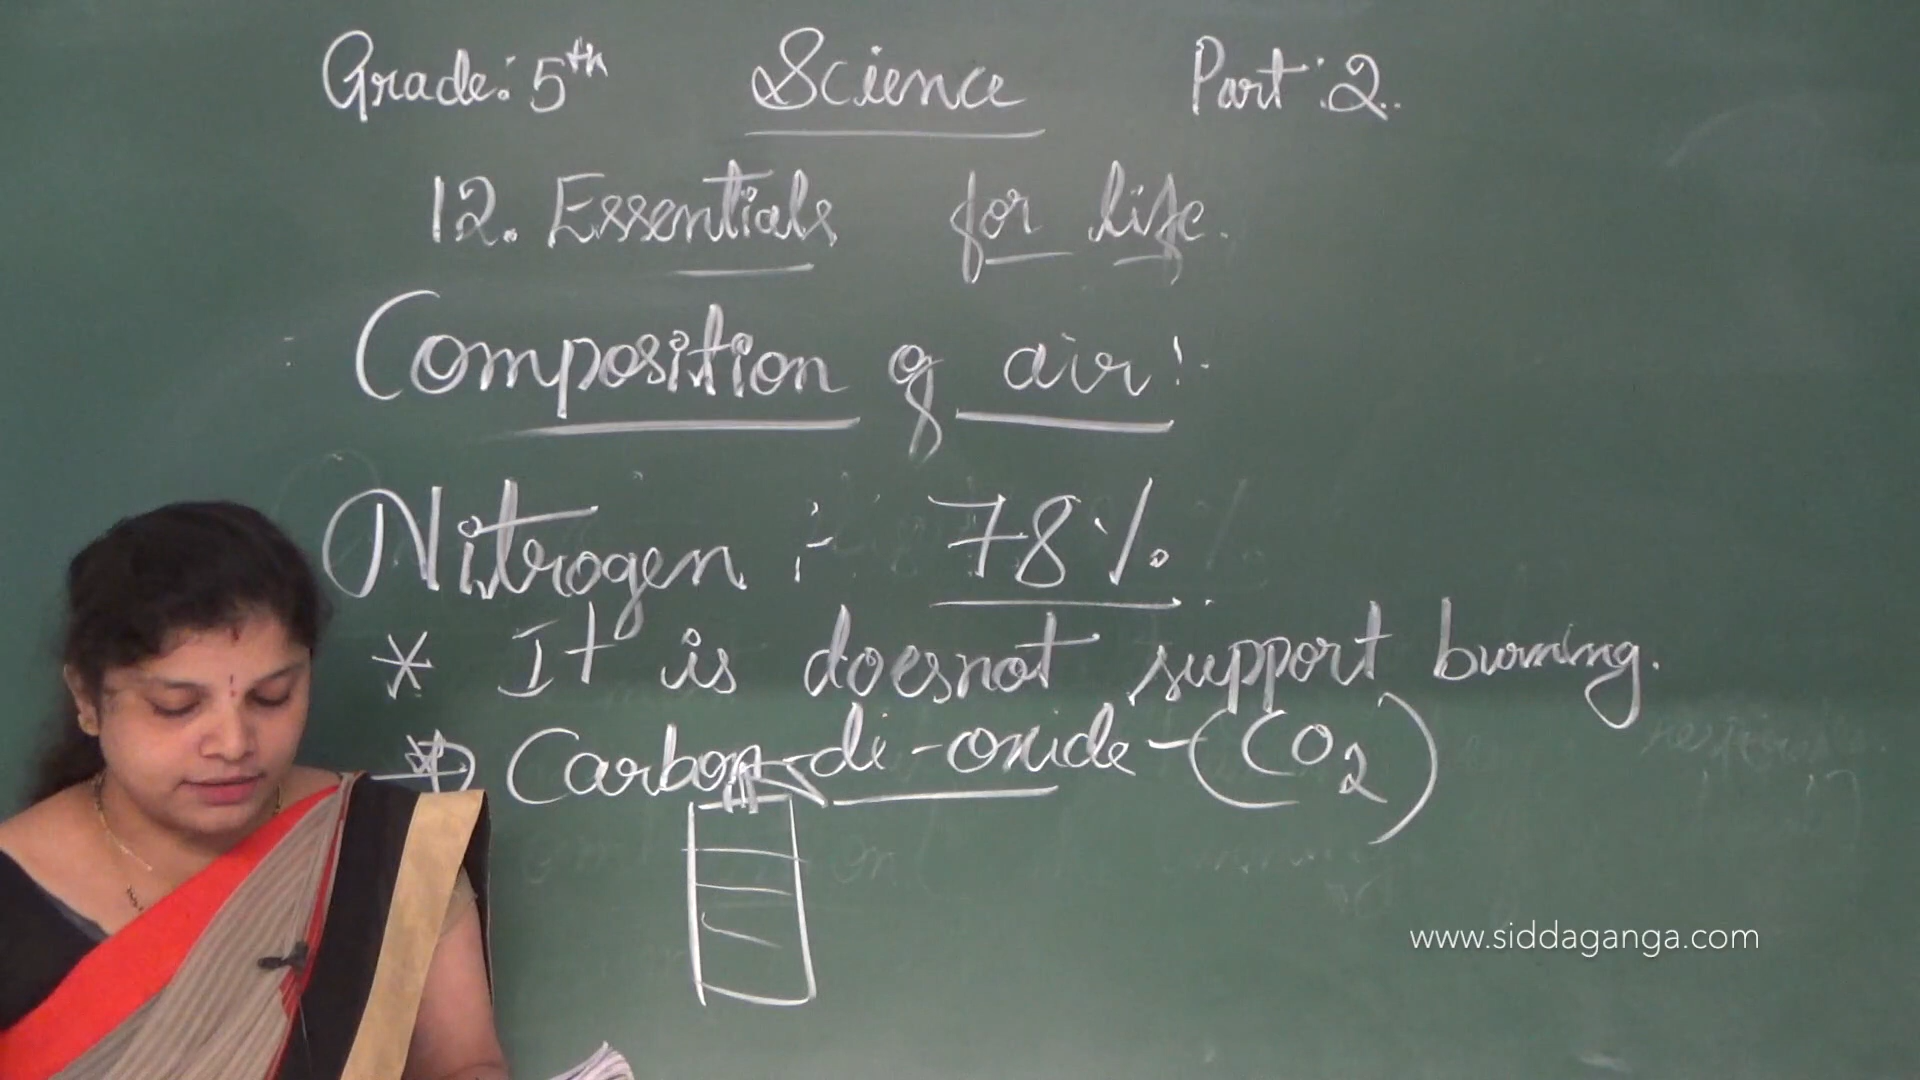 Grade: 5th Science Part: 2.
12. Essentials for life.
Composition of air:-
Nitrogen :- 78%.
* It is doesnot support burning.
Carbon-di-oxide-(CO2)
www.siddaganga.com